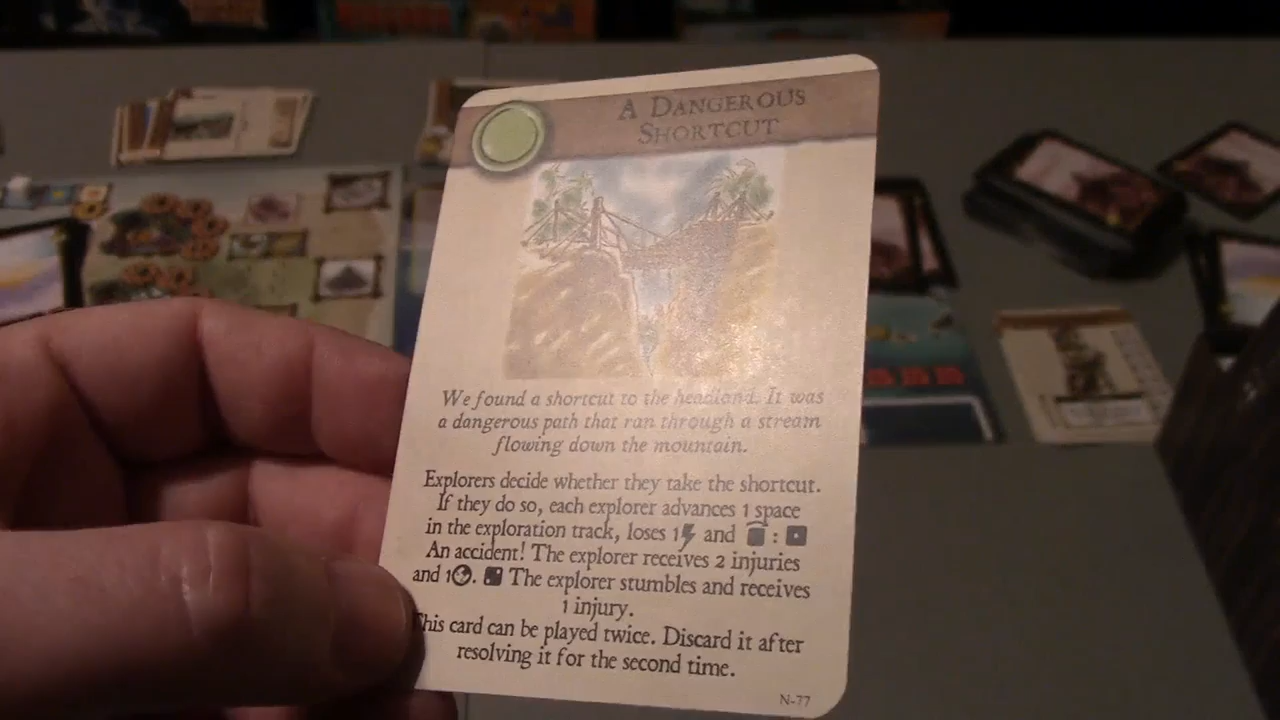 A DANGEROUS
SHORTCUT
We found a shortcut to the headland. It was
a dangerous path that ran through a stream
flowing down the mountain.
Explorers decide whether they take the shortcut.
If they do so, each explorer advances 1 space
in the exploration track, loses 1 and :
An accident! The explorer receives 2 injuries
and 1. The explorer stumbles and receives
1 injury.
This card can be played twice. Discard it after
resolving it for the second time.
N-77